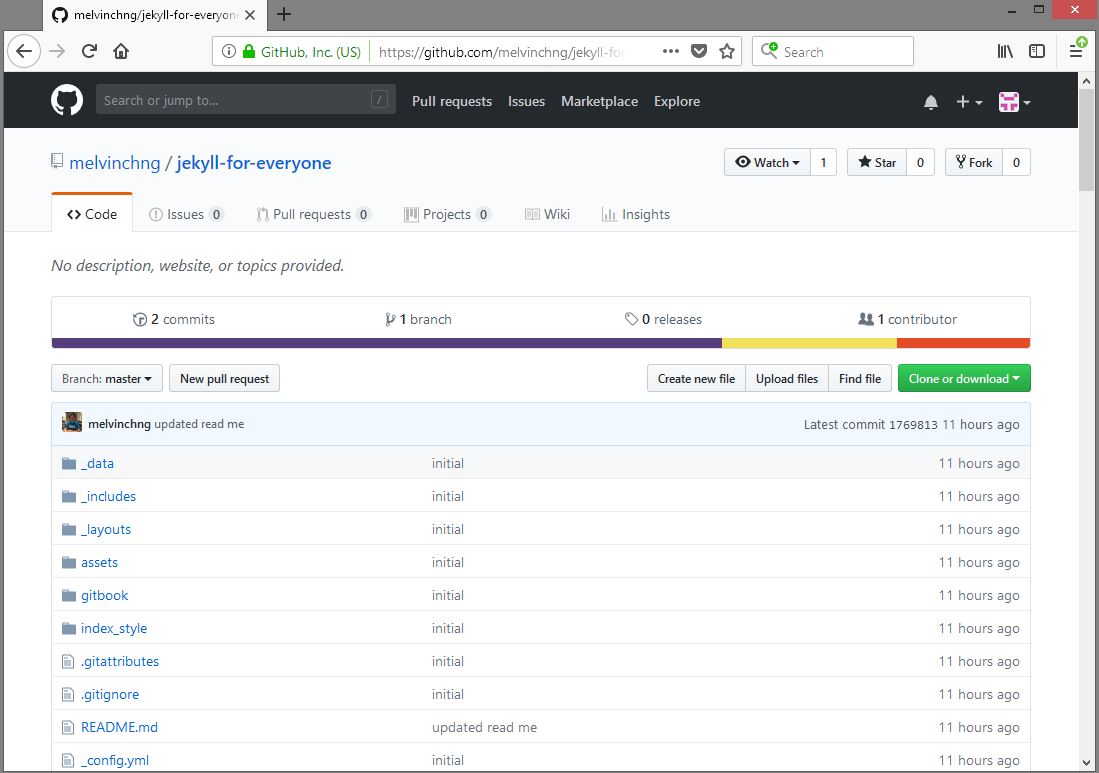 melvinchng/jekyll-for-everyon
GitHub, Inc. (US) https://github.com/melvinchng/jekyll-fo Search
Search or jump to... / Pull requests Issues Marketplace Explore
melvinchng / jekyll-for-everyone Watch 1 Star 0 Fork 0
Code Issues 0 Pull requests 0 Projects 0 Wiki Insights
No description, website, or topics provided.
2 commits 1 branch 0 releases 1 contributor
Branch: master New pull request Create new file Upload files Find file Clone or download
melvinchng updated read me Latest commit 1769813 11 hours ago
_data initial 11 hours ago
_includes initial 11 hours ago
_layouts initial 11 hours ago
assets initial 11 hours ago
gitbook initial 11 hours ago
index_style initial 11 hours ago
.gitattributes initial 11 hours ago
.gitignore initial 11 hours ago
README.md updated read me 11 hours ago
_config.yml initial 11 hours ago